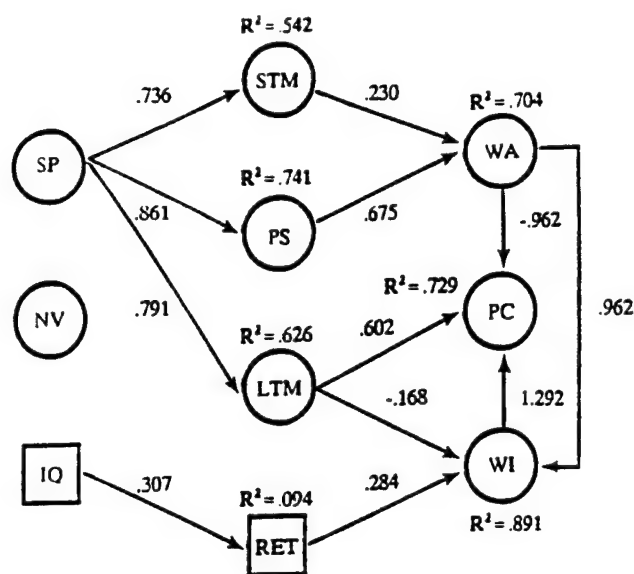 R² = .542
STM
.736
.230
R² = .704
SP
WA
R² = .741
.861
PS
.675
-.962
NV
.791
R² = .729
PC
.962
R² = .626
.602
LTM
-.168
1.292
IQ
.307
R² = .094
.284
WI
RET
R² = .891